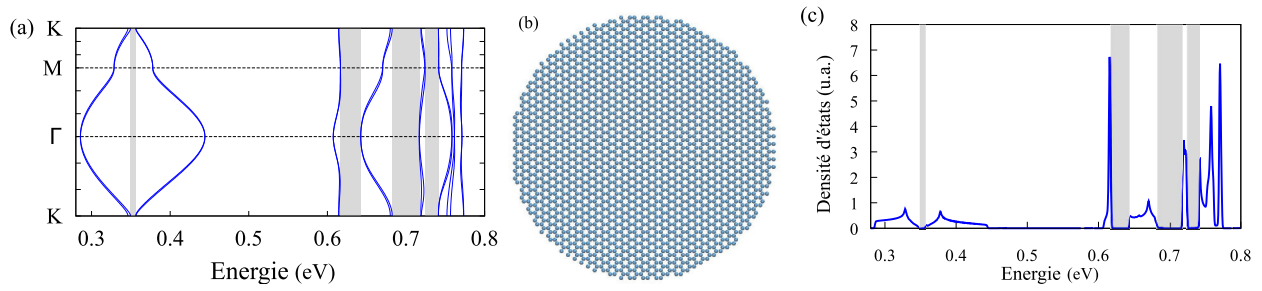 (a)
K
M
Γ
K
0.3 0.4 0.5 0.6 0.7 0.8
Energie (eV)
(b)
(c)
Densité d'états (u.a.)
8
7
6
5
4
3
2
1
0
0.3 0.4 0.5 0.6 0.7 0.8
Energie (eV)